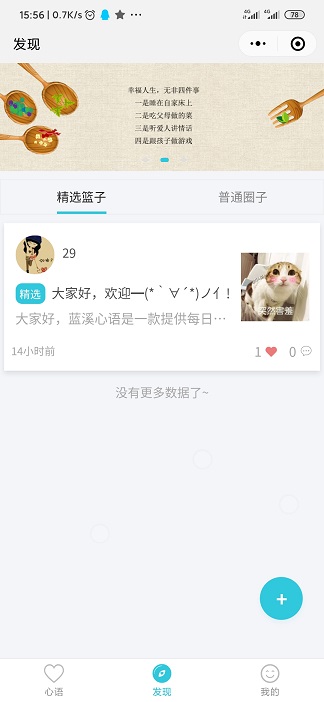 15:56 | 0.7K/s
4G
4G
78
发现
幸福人生，无非四件事
一是睡在自家床上
二是吃父母做的菜
三是听爱人讲情话
四是跟孩子做游戏
精选篮子
普通圈子
29
精选 大家好，欢迎一(*｀∀´*)ノ亻!
大家好，蓝溪心语是一款提供每日…
突然害羞
14小时前
1
0
没有更多数据了~
+
心语
发现
我的